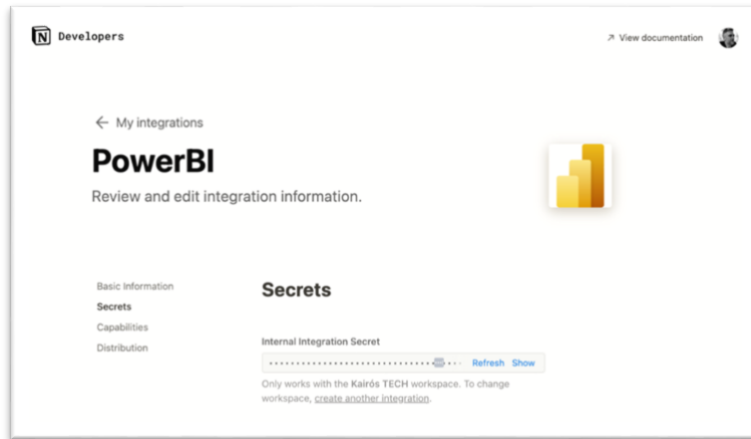 Developers
↗ View documentation
← My integrations
PowerBI
Review and edit integration information.
Basic Information
Secrets
Capabilities
Distribution
Secrets
Internal Integration Secret
Refresh Show
Only works with the Kairós TECH workspace. To change
workspace, create another integration.